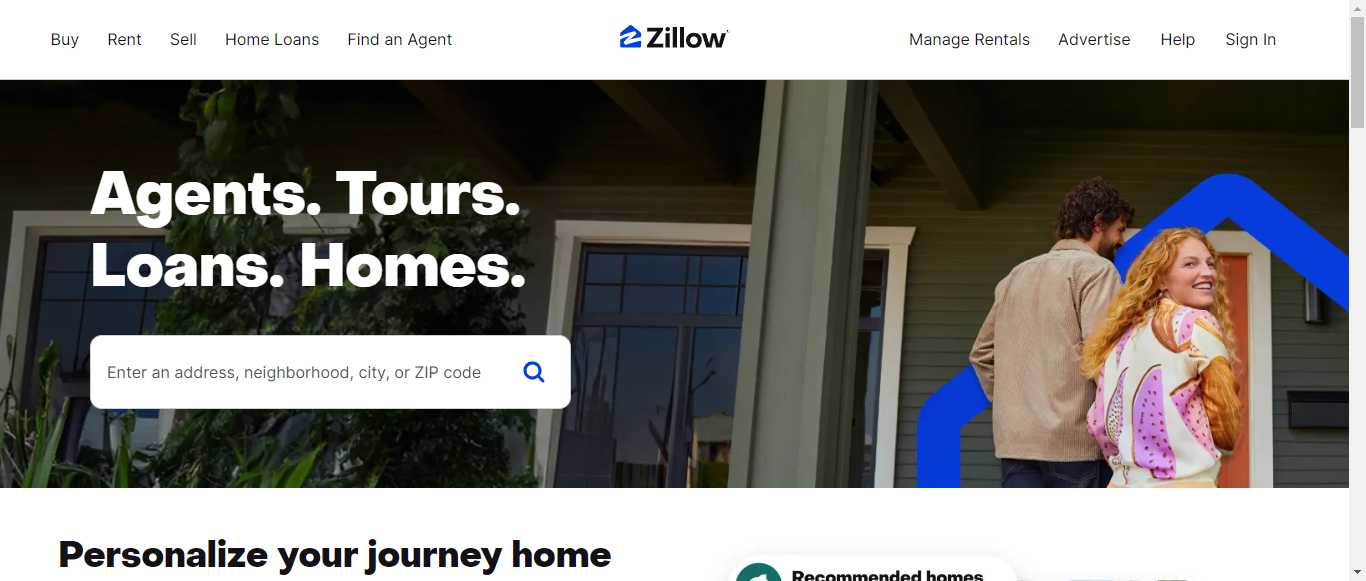 Buy Rent Sell Home Loans Find an Agent Zillow Manage Rentals Advertise Help Sign In
Agents. Tours.
Loans. Homes.
Enter an address, neighborhood, city, or ZIP code
Personalize your journey home
Recommended homes